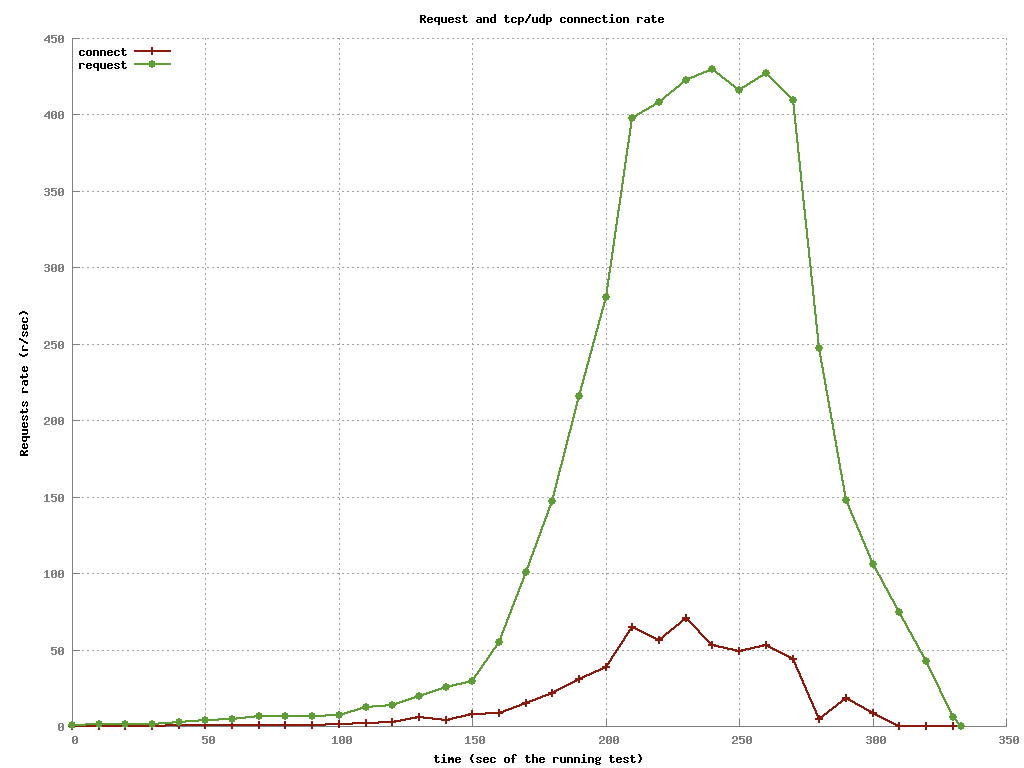 Request and tcp/udp connection rate
connect
request
450
400
350
300
250
200
150
100
50
0
Requests rate (r/sec)
0 50 100 150 200 250 300 350
time (sec of the running test)